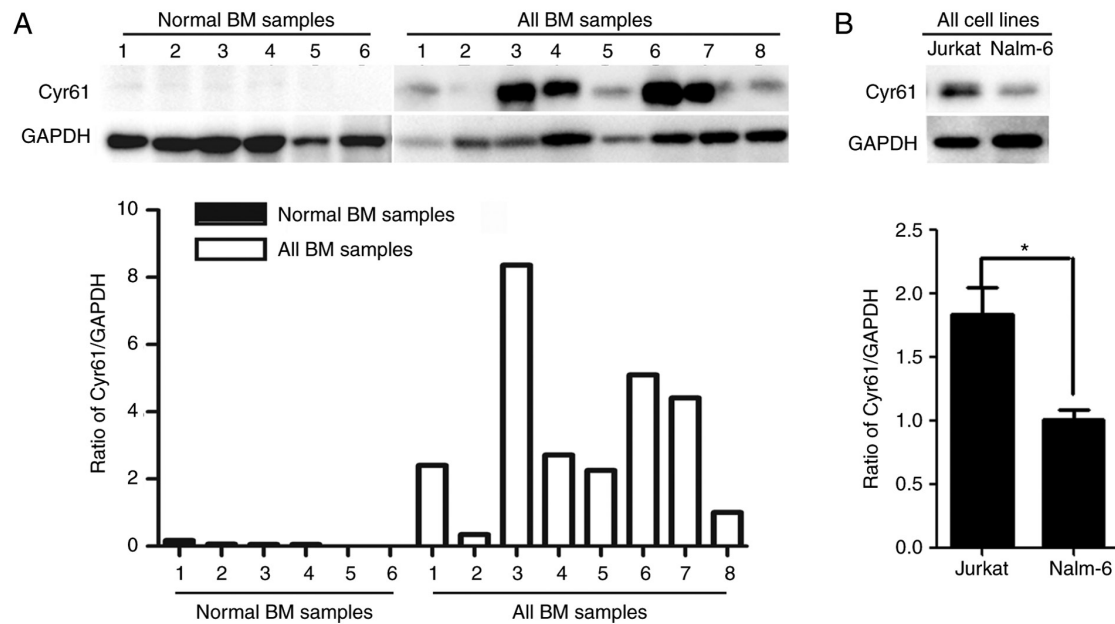 A
Normal BM samples
All BM samples
1 2 3 4 5 6
1 2 3 4 5 6 7 8
Cyr61
GAPDH
Normal BM samples
All BM samples
Ratio of Cyr61/GAPDH
10
8
6
4
2
0
1 2 3 4 5 6 1 2 3 4 5 6 7 8
Normal BM samples
All BM samples
B
All cell lines
Jurkat Nalm-6
Cyr61
GAPDH
Ratio of Cyr61/GAPDH
2.5
2.0
1.5
1.0
0.5
0.0
*
Jurkat Nalm-6